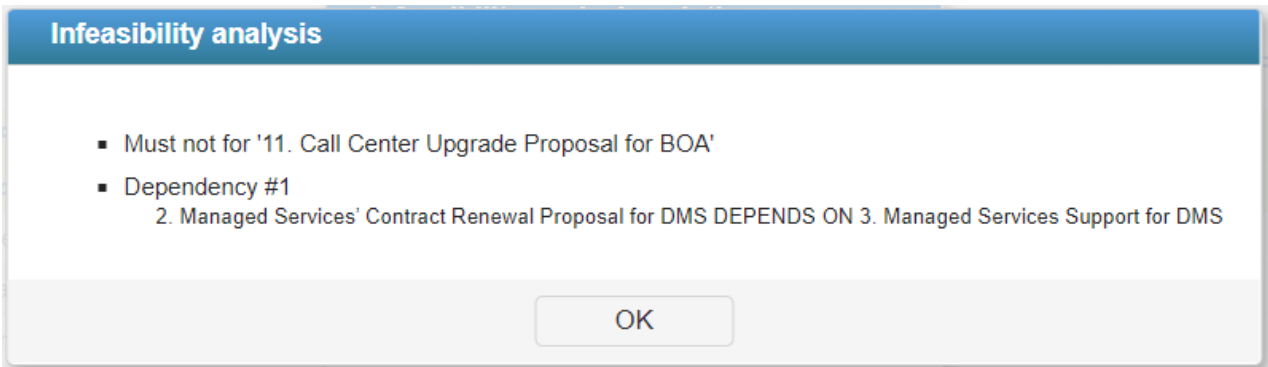 Infeasibility analysis
▪ Must not for '11. Call Center Upgrade Proposal for BOA'
▪ Dependency #1
2. Managed Services’ Contract Renewal Proposal for DMS DEPENDS ON 3. Managed Services Support for DMS
OK